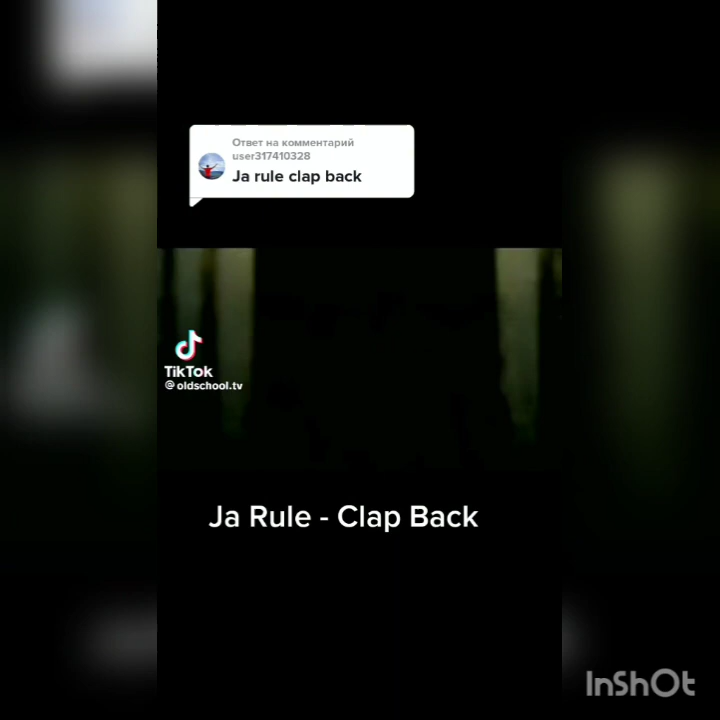 Ответ на комментарий
user317410328
Ja rule clap back
TikTok
@oldschool.tv
Ja Rule - Clap Back
InShOt